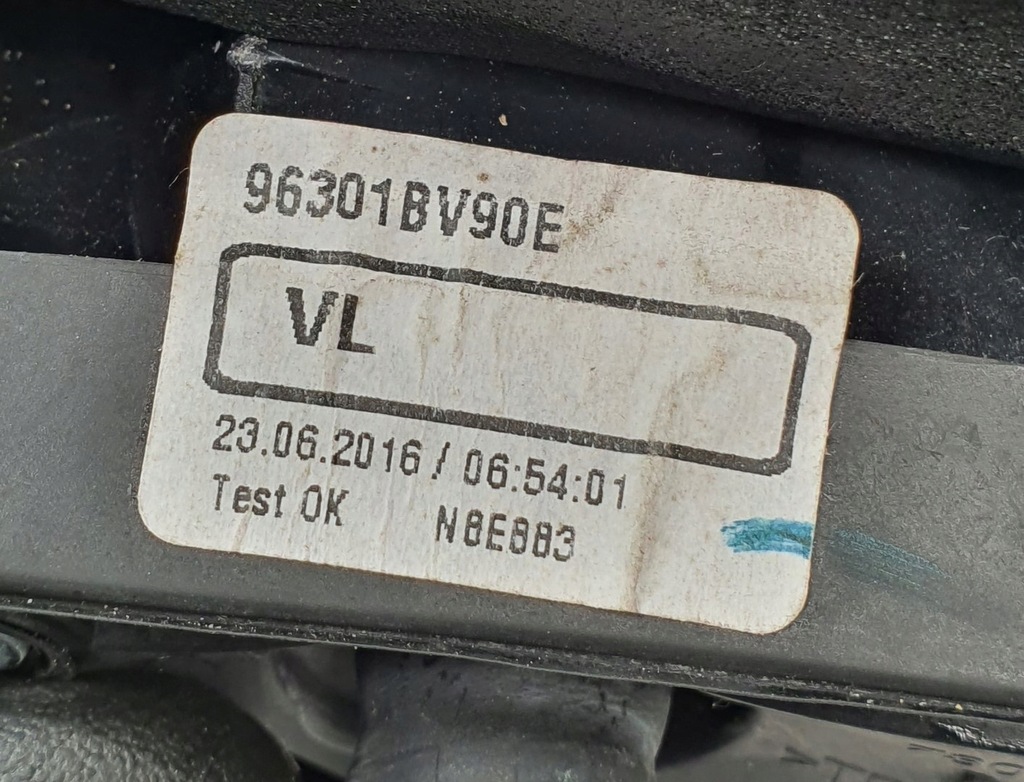 96301BV90E
VL
23.06.2016 / 06:54:01
Test OK N8E883